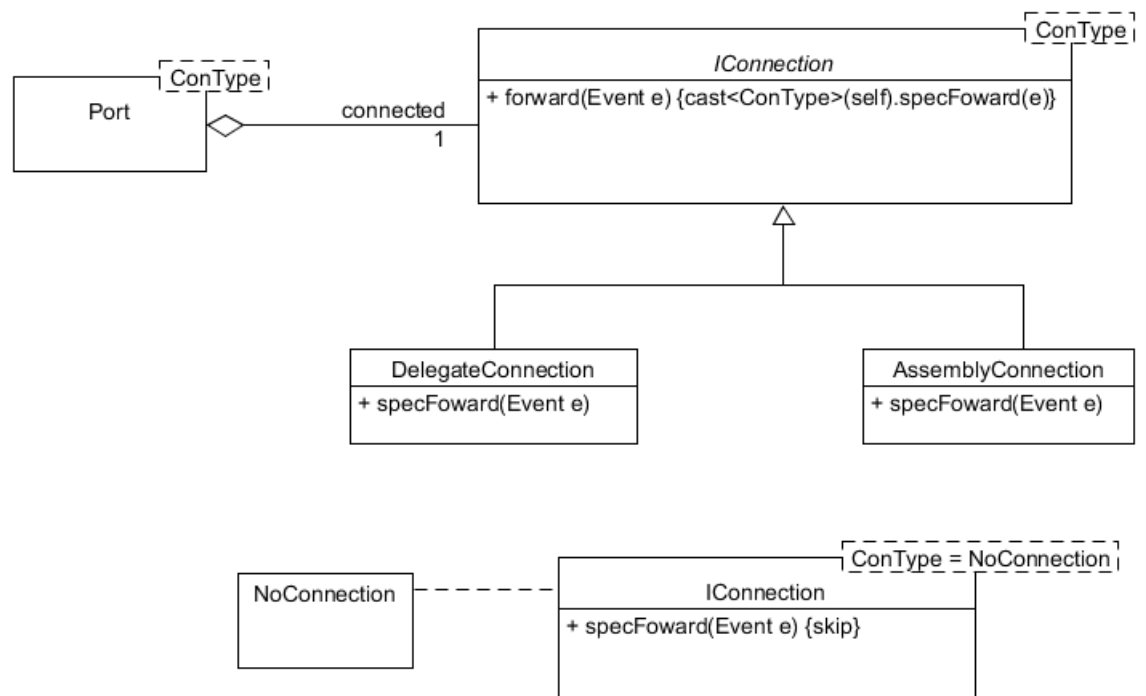 ConType
IConnection
+ forward(Event e) {cast<ConType>(self).specFoward(e)}
ConType
Port
connected
1
DelegateConnection
+ specFoward(Event e)
AssemblyConnection
+ specFoward(Event e)
ConType = NoConnection
NoConnection
IConnection
+ specFoward(Event e) {skip}